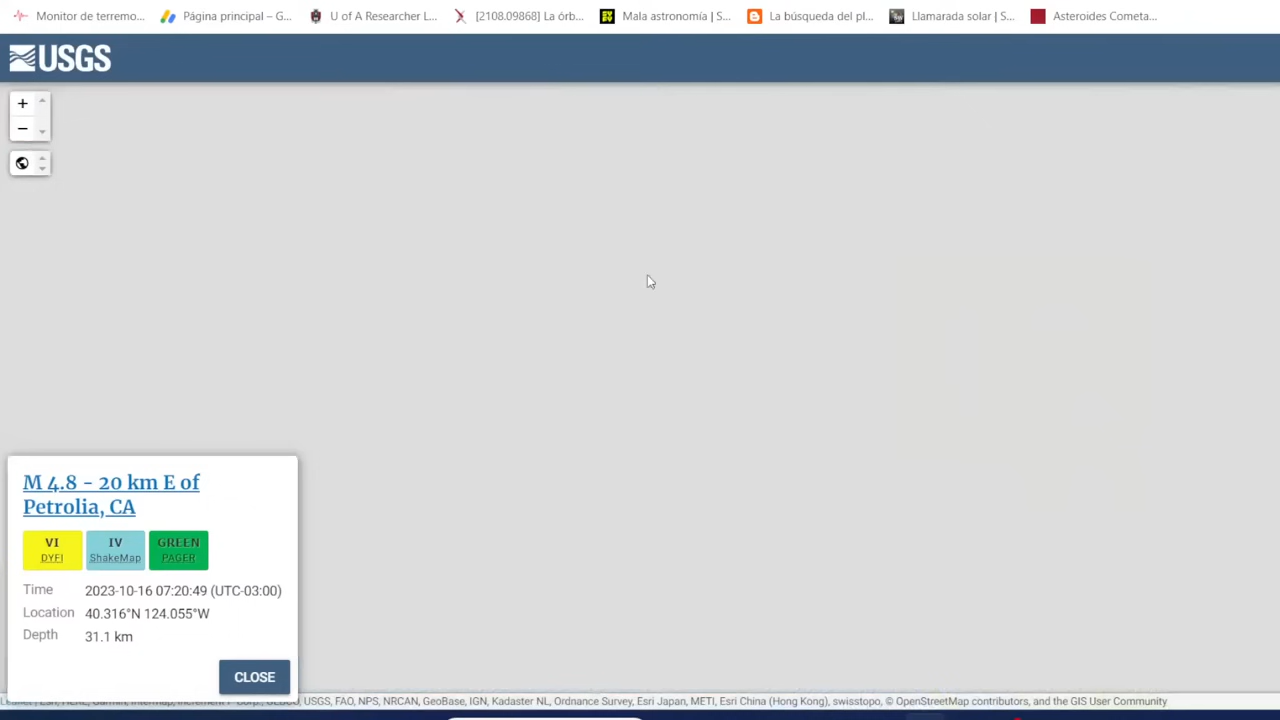 Monitor de terremo... Página principal – G... U of A Researcher L... [2108.09868] La órb... Mala astronomía | S... La búsqueda del pl... Llamarada solar | S... Asteroides Cometa...
USGS
+
−
M 4.8 - 20 km E of
Petrolia, CA
VI IV GREEN
DYFI ShakeMap PAGER
Time 2023-10-16 07:20:49 (UTC-03:00)
Location 40.316°N 124.055°W
Depth 31.1 km
CLOSE
USGS, FAO, NPS, NRCAN, GeoBase, IGN, Kadaster NL, Ordnance Survey, Esri Japan, METI, Esri China (Hong Kong), swisstopo, © OpenStreetMap contributors, and the GIS User Community